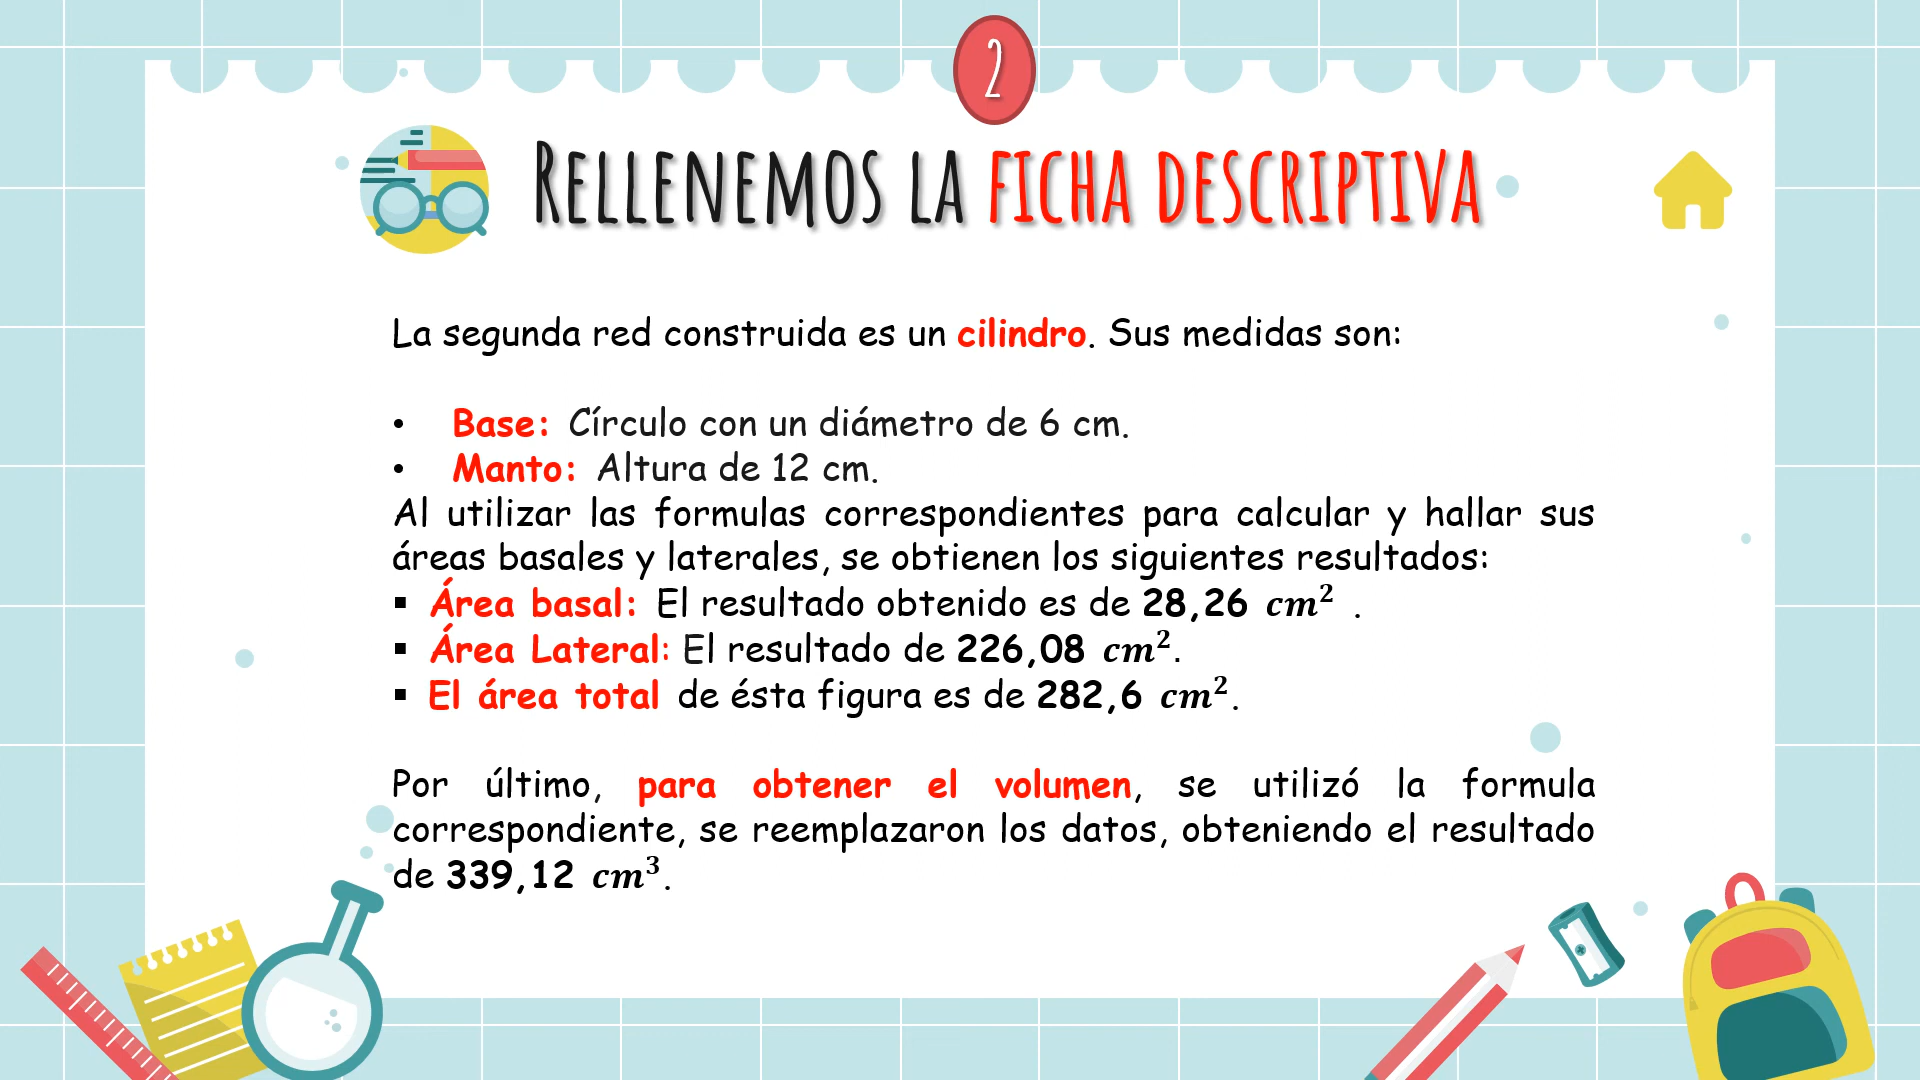 2
RELLENEMOS LA FICHA DESCRIPTIVA
La segunda red construida es un cilindro. Sus medidas son:
• Base: Círculo con un diámetro de 6 cm.
• Manto: Altura de 12 cm.
Al utilizar las formulas correspondientes para calcular y hallar sus
áreas basales y laterales, se obtienen los siguientes resultados:
▪ Área basal: El resultado obtenido es de 28,26 cm² .
▪ Área Lateral: El resultado de 226,08 cm².
▪ El área total de ésta figura es de 282,6 cm².
Por último, para obtener el volumen, se utilizó la formula
correspondiente, se reemplazaron los datos, obteniendo el resultado
de 339,12 cm³.